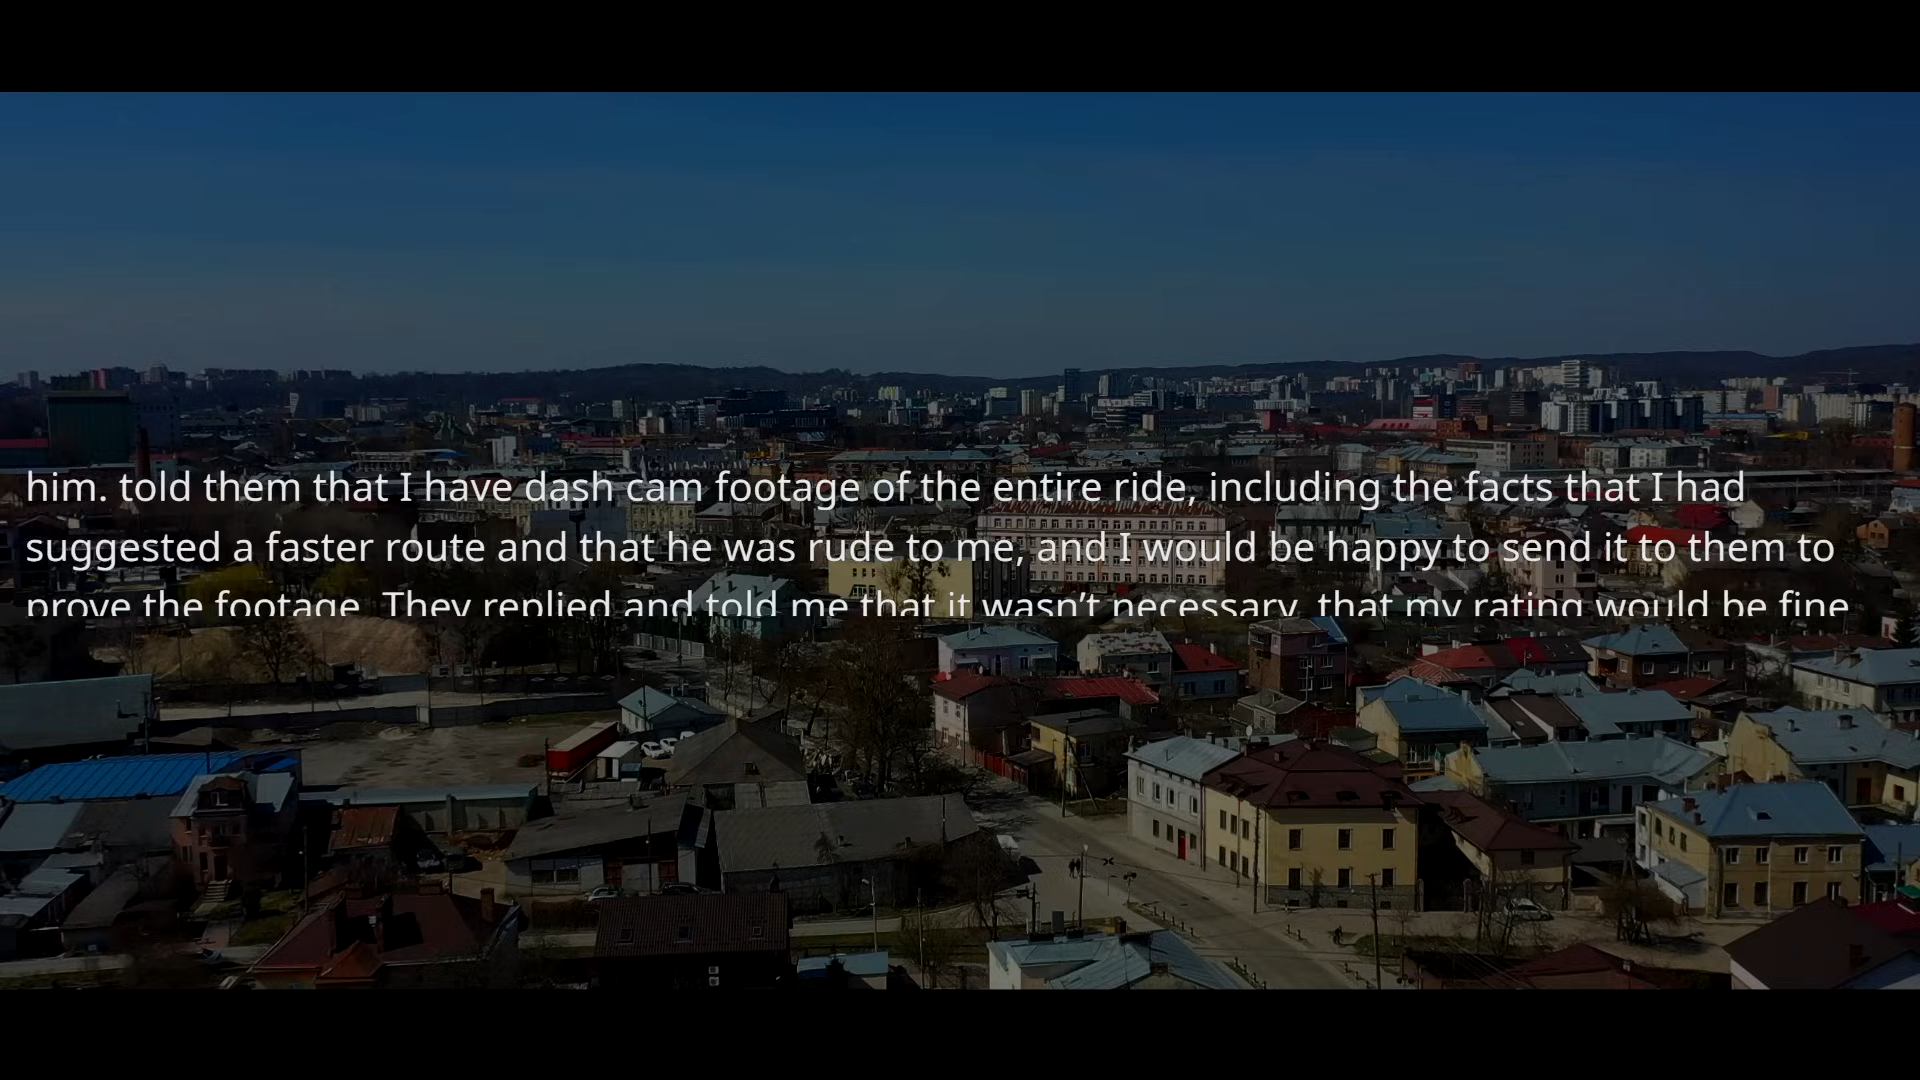 him. told them that I have dash cam footage of the entire ride, including the facts that I had
suggested a faster route and that he was rude to me, and I would be happy to send it to them to
prove the footage. They replied and told me that it wasn’t necessary, that my rating would be fine